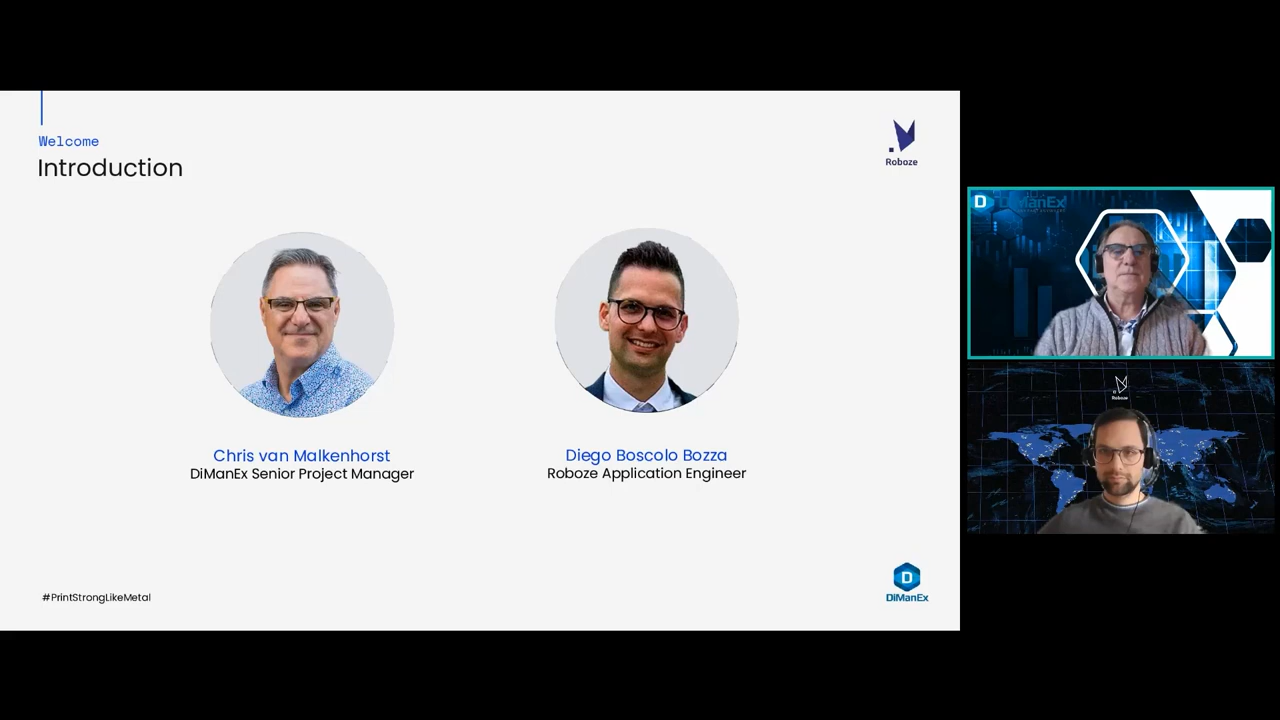 Welcome
Introduction
Roboze
Chris van Malkenhorst
DiManEx Senior Project Manager
Diego Boscolo Bozza
Roboze Application Engineer
#PrintStrongLikeMetal
D
DiManEx
D DiManEx
Roboze